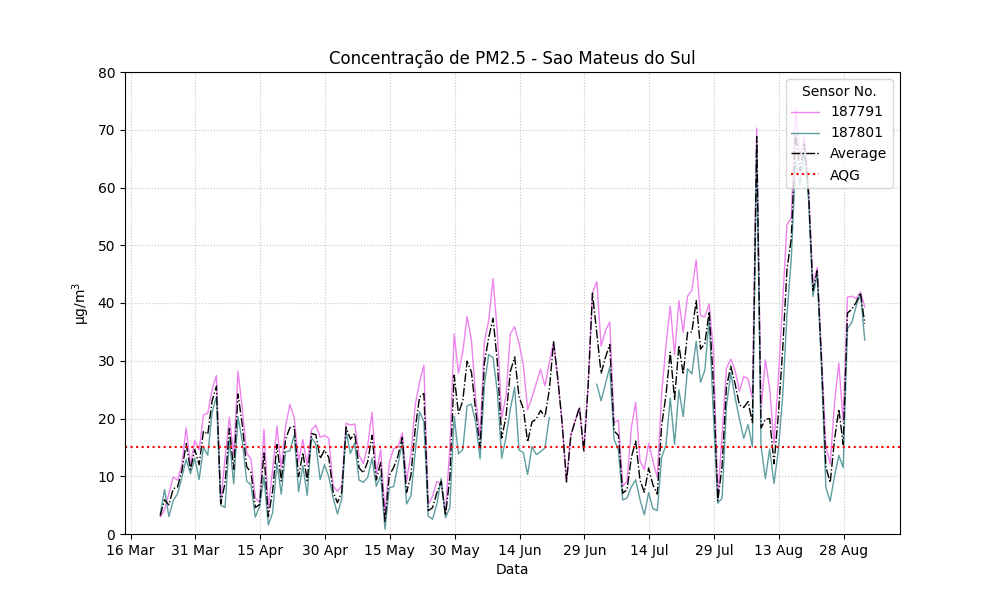 Concentração de PM2.5 - Sao Mateus do Sul
Sensor No.
187791
187801
Average
AQG
µg/m³
80
70
60
50
40
30
20
10
0
16 Mar 31 Mar 15 Apr 30 Apr 15 May 30 May 14 Jun 29 Jun 14 Jul 29 Jul 13 Aug 28 Aug
Data